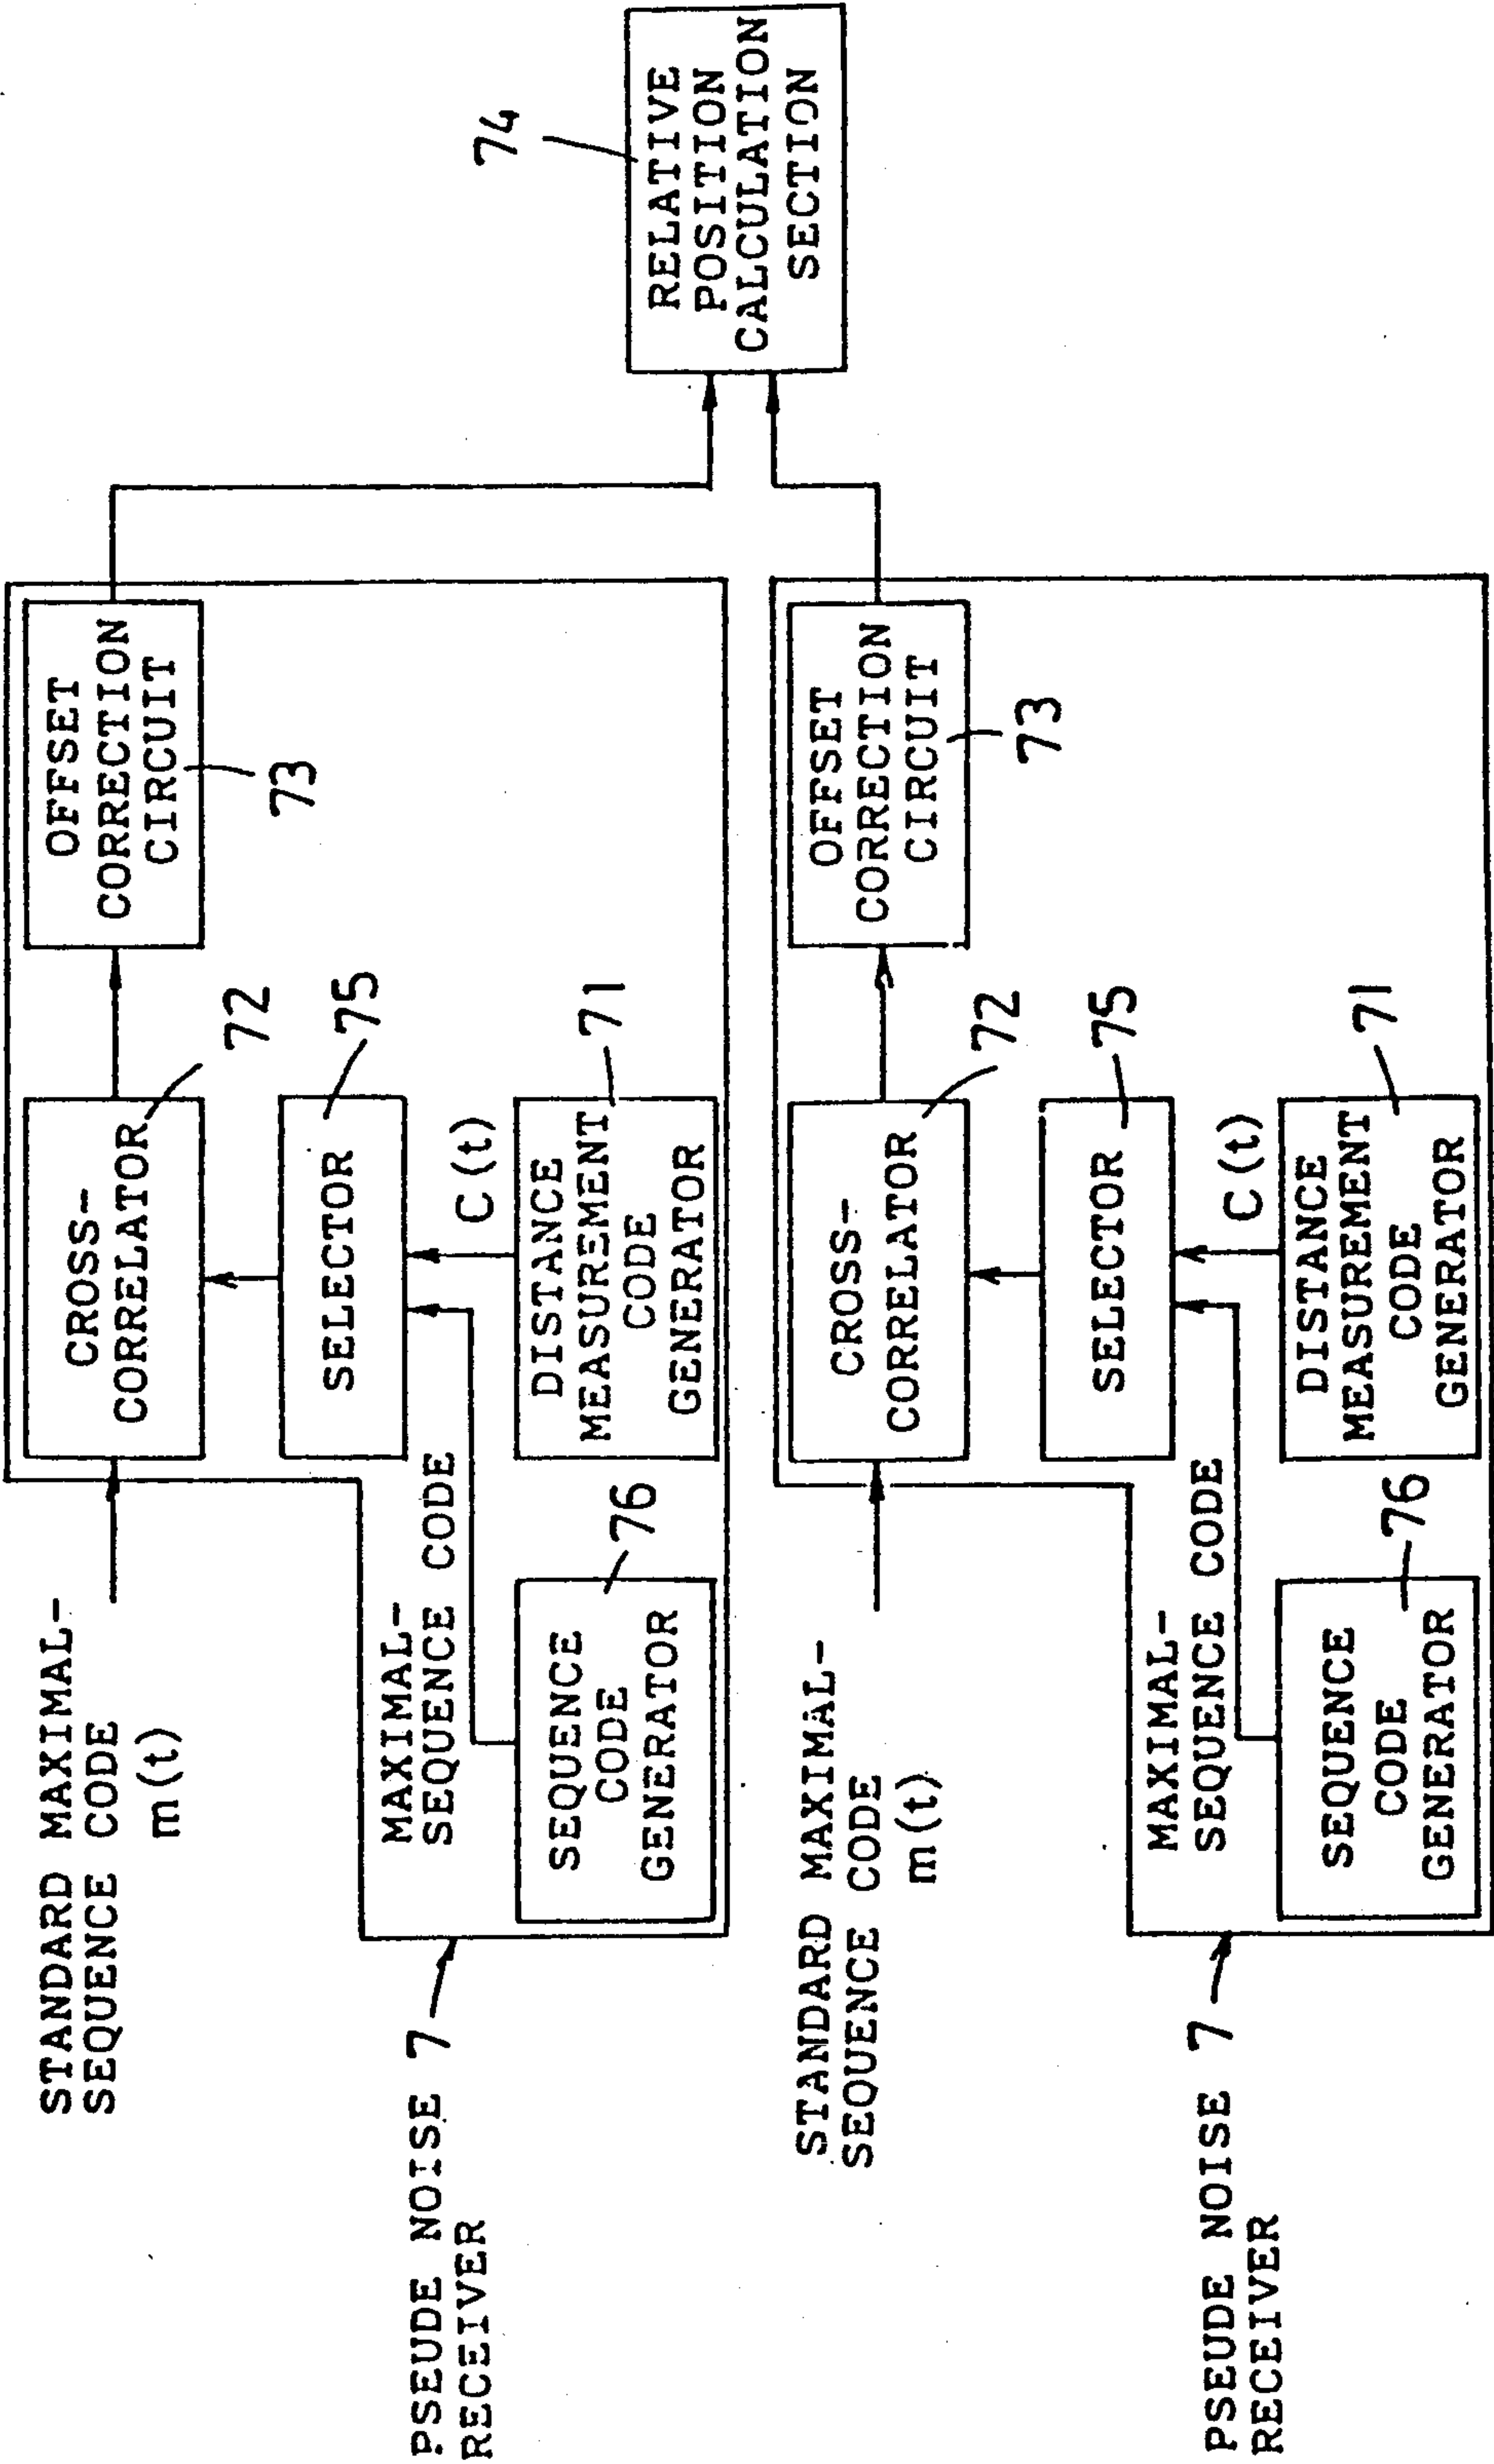 STANDARD MAXIMAL-
SEQUENCE CODE
m(t)
CROSS-
CORRELATOR
72
OFFSET
CORRECTION
CIRCUIT
73
SELECTOR
75
MAXIMAL-
SEQUENCE CODE
C(t)
SEQUENCE
CODE
GENERATOR
76
DISTANCE
MEASUREMENT
CODE
GENERATOR
71
PSEUDE NOISE 7
RECEIVER
74
RELATIVE
POSITION
CALCULATION
SECTION
STANDARD MAXIMAL-
SEQUENCE CODE
m(t)
CROSS-
CORRELATOR
72
OFFSET
CORRECTION
CIRCUIT
73
SELECTOR
75
MAXIMAL-
SEQUENCE CODE
C(t)
SEQUENCE
CODE
GENERATOR
76
DISTANCE
MEASUREMENT
CODE
GENERATOR
71
PSEUDE NOISE 7
RECEIVER